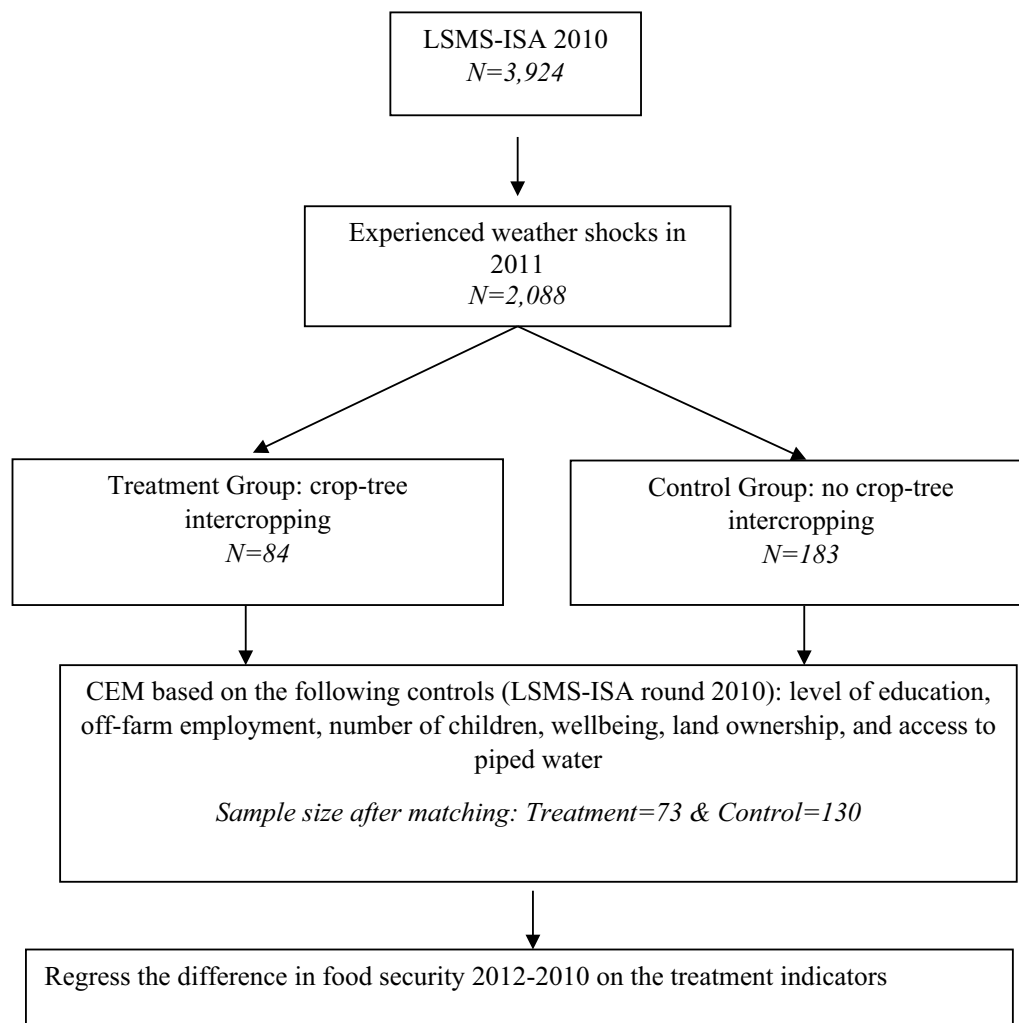 LSMS-ISA 2010
N=3,924
Experienced weather shocks in
2011
N=2,088
Treatment Group: crop-tree
intercropping
N=84
Control Group: no crop-tree
intercropping
N=183
CEM based on the following controls (LSMS-ISA round 2010): level of education,
off-farm employment, number of children, wellbeing, land ownership, and access to
piped water
Sample size after matching: Treatment=73 & Control=130
Regress the difference in food security 2012-2010 on the treatment indicators